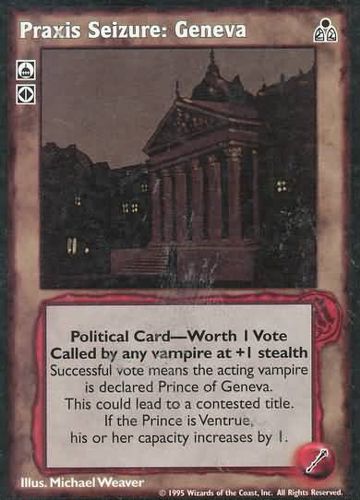 Praxis Seizure: Geneva
Political Card—Worth 1 Vote
Called by any vampire at +1 stealth
Successful vote means the acting vampire
is declared Prince of Geneva.
This could lead to a contested title.
If the Prince is Ventrue,
his or her capacity increases by 1.
Illus. Michael Weaver
© 1995 Wizards of the Coast, Inc. All Rights Reserved.